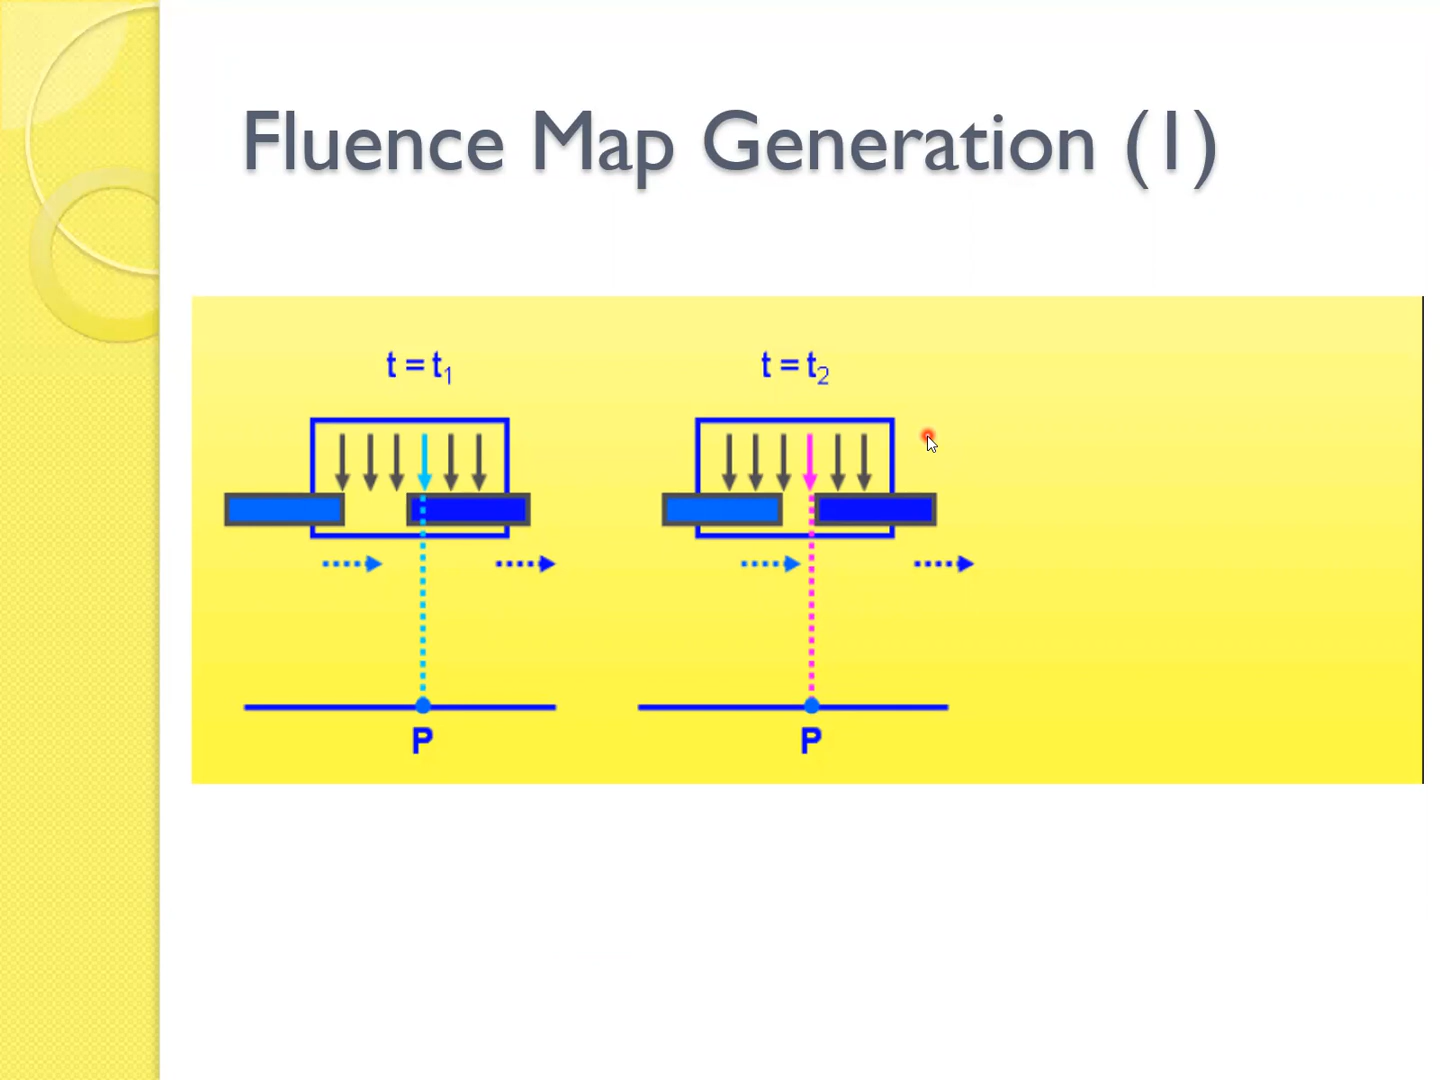 Fluence Map Generation (1)
t = t1
t = t2
P
P